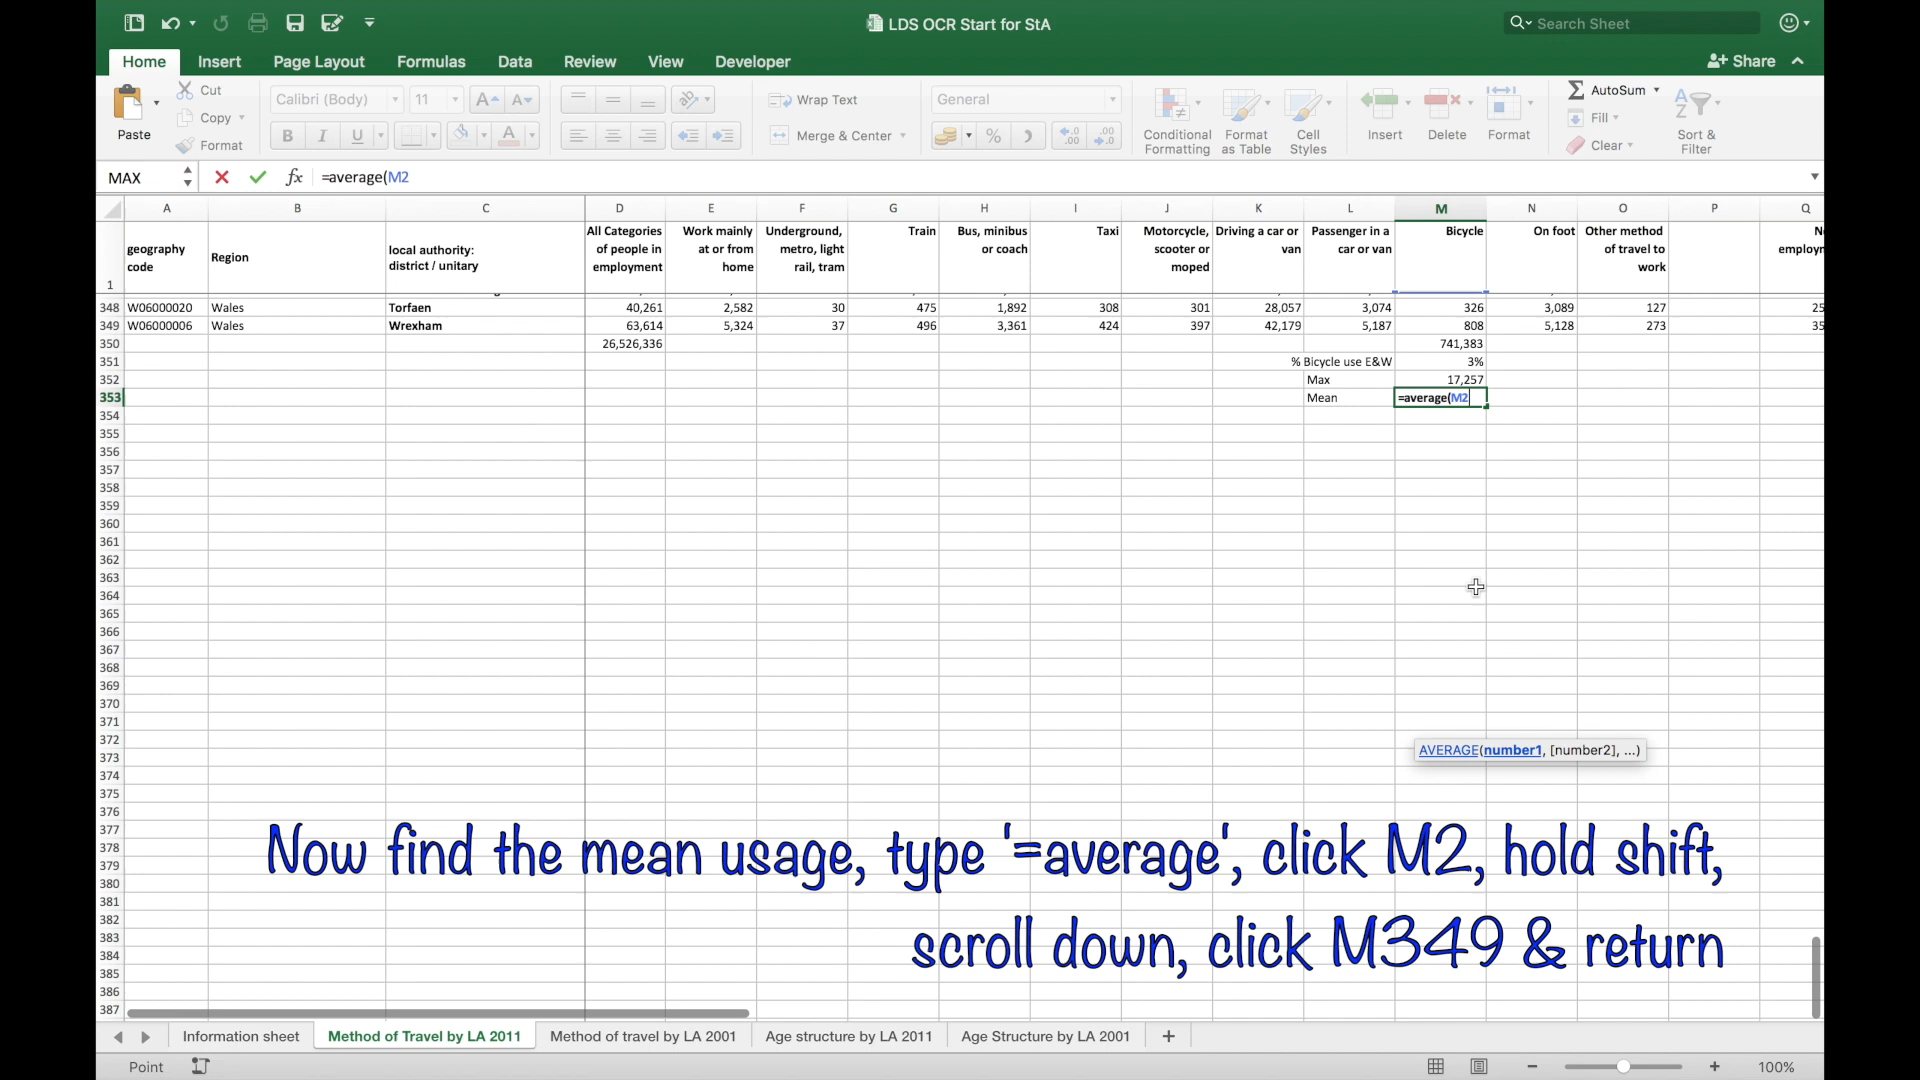 LDS OCR Start for StA
Search Sheet
Home Insert Page Layout Formulas Data Review View Developer
Share
Paste
Cut
Copy
Format
Calibri (Body) 11
B I U
Wrap Text
Merge & Center
General
Conditional Formatting
Format as Table
Cell Styles
Insert Delete Format
AutoSum
Fill
Clear
Sort & Filter
MAX =average(M2
A B C D E F G H I J K L M N O P Q
1 geography code Region local authority: district / unitary All Categories of people in employment Work mainly at or from home Underground, metro, light rail, tram Train Bus, minibus or coach Taxi Motorcycle, scooter or moped Driving a car or van Passenger in a car or van Bicycle On foot Other method of travel to work
348 W06000020 Wales Torfaen 40,261 2,582 30 475 1,892 308 301 28,057 3,074 326 3,089 127 25
349 W06000006 Wales Wrexham 63,614 5,324 37 496 3,361 424 397 42,179 5,187 808 5,128 273 35
350 26,526,336 741,383
351 % Bicycle use E&W 3%
352 Max 17,257
353 Mean =average(M2
354
355
356
357
358
359
360
361
362
363
364
365
366
367
368
369
370
371
372
373
374
375
376
377
378
379
380
381
382
383
384
385
386
387
AVERAGE(number1, [number2], ...)
Now find the mean usage, type '=average', click M2, hold shift,
scroll down, click M349 & return
Information sheet Method of Travel by LA 2011 Method of travel by LA 2001 Age structure by LA 2011 Age Structure by LA 2001
Point 100%